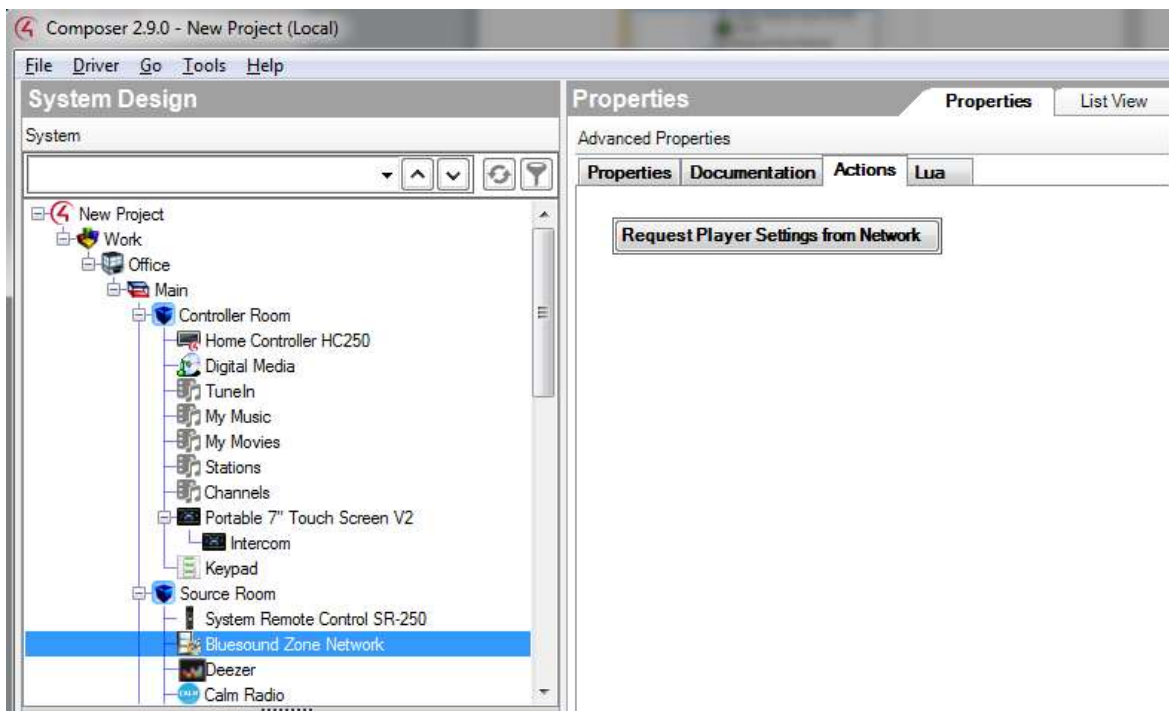 Composer 2.9.0 - New Project (Local)
File Driver Go Tools Help
System Design
System
New Project
Work
Office
Main
Controller Room
Home Controller HC250
Digital Media
TuneIn
My Music
My Movies
Stations
Channels
Portable 7" Touch Screen V2
Intercom
Keypad
Source Room
System Remote Control SR-250
Bluesound Zone Network
Deezer
Calm Radio
Properties
Properties List View
Advanced Properties
Properties Documentation Actions Lua
Request Player Settings from Network